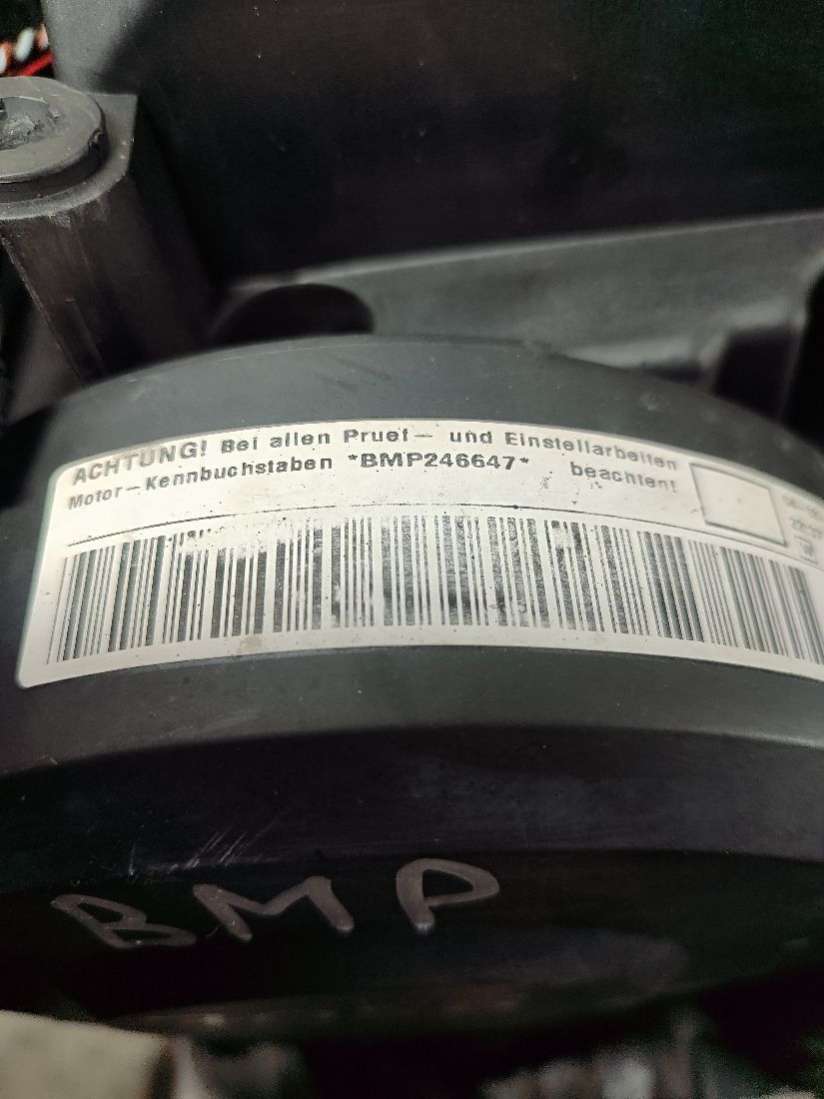 ACHTUNG! Bei allen Pruef- und Einstellarbeiten
Motor-Kennbuchstaben *BMP246647* beachten!
BMP